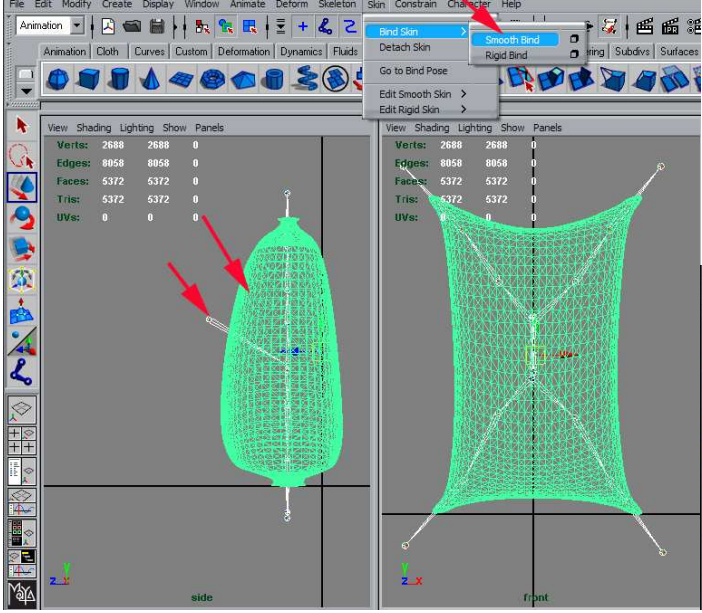 File Edit Modify Create Display Window Animate Deform Skeleton Skin Constrain Character Help
Animation
Bind Skin >
Smooth Bind
Detach Skin
Rigid Bind
Go to Bind Pose
Edit Smooth Skin >
Edit Rigid Skin >
Animation Cloth Curves Custom Deformation Dynamics Fluids
ering Subdivs Surfaces
View Shading Lighting Show Panels
Verts: 2688 2688 0
Edges: 8058 8058 0
Faces: 5372 5372 0
Tris: 5372 5372 0
UVs: 0 0 0
side
View Shading Lighting Show Panels
Verts: 2688 2688 0
Edges: 8058 8058 0
Faces: 5372 5372 0
Tris: 5372 5372 0
UVs: 0 0 0
front
Y
Z X
Y
Z X
MAYA